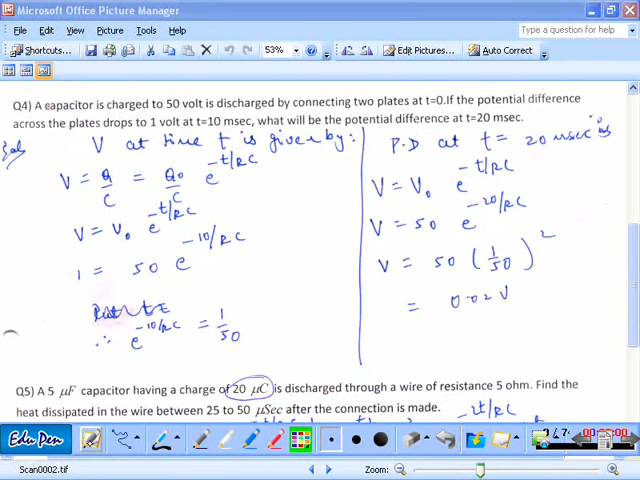 Microsoft Office Picture Manager
File Edit View Picture Tools Help
Type a question for help
Shortcuts... 53% Edit Pictures... Auto Correct
Q4) A capacitor is charged to 50 volt is discharged by connecting two plates at t=0.If the potential difference
across the plates drops to 1 volt at t=10 msec, what will be the potential difference at t=20 msec.
Sol
V at time t is given by:
V = q/C = Q0/C e^-t/RC
V = V0 e^-t/RC
1 = 50 e^-10/RC
∴ e^-10/RC = 1/50
P.D at t = 20 msec is
V = V0 e^-t/RC
V = 50 e^-20/RC
V = 50 (1/50)^2
= 0.02 V
Q5) A 5 μF capacitor having a charge of 20 μC is discharged through a wire of resistance 5 ohm. Find the
heat dissipated in the wire between 25 to 50 μSec after the connection is made.
-2t/RC
Edu Pen
Scan0002.tif
Zoom: